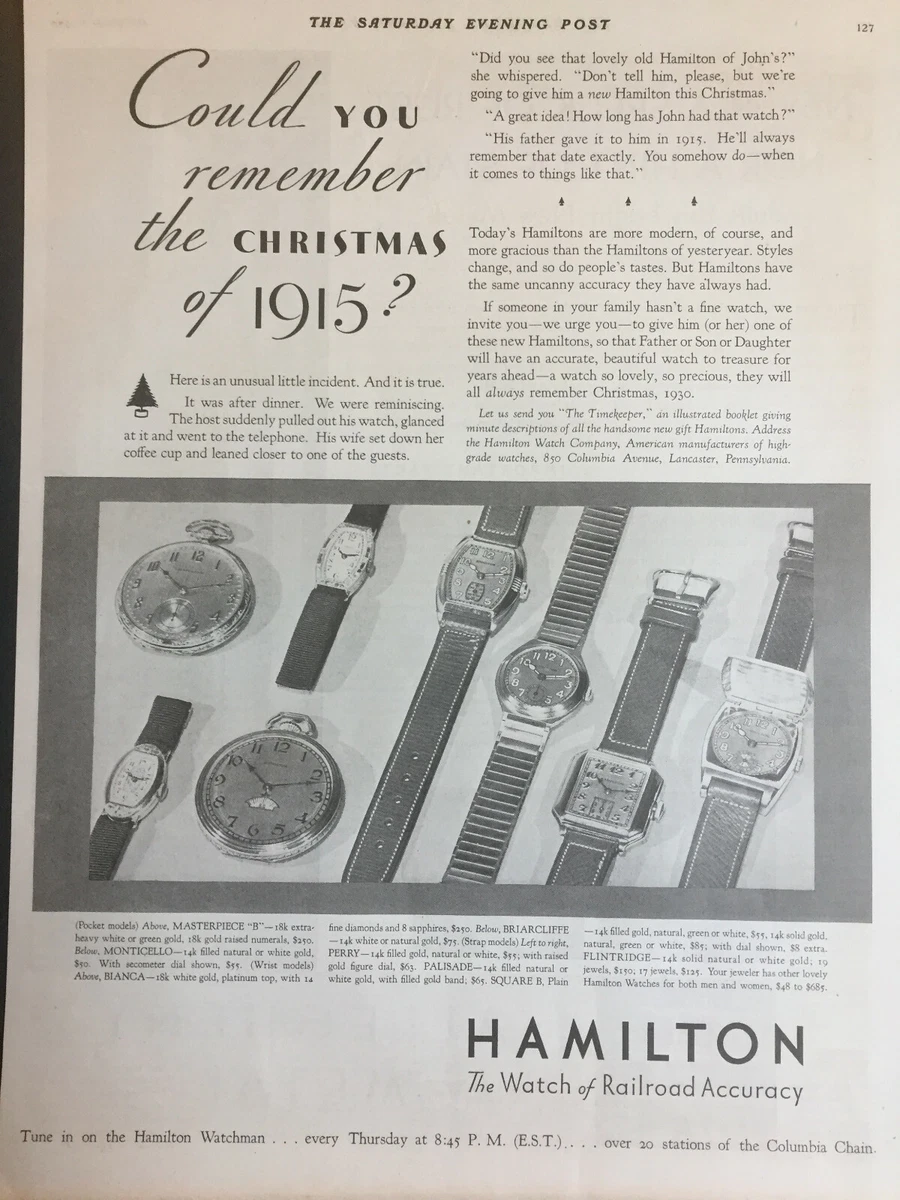 THE SATURDAY EVENING POST
127
Could YOU
remember
the CHRISTMAS
of 1915?
Here is an unusual little incident. And it is true.
It was after dinner. We were reminiscing.
The host suddenly pulled out his watch, glanced
at it and went to the telephone. His wife set down her
coffee cup and leaned closer to one of the guests.
"Did you see that lovely old Hamilton of John's?"
she whispered. "Don't tell him, please, but we're
going to give him a new Hamilton this Christmas."
"A great idea! How long has John had that watch?"
"His father gave it to him in 1915. He'll always
remember that date exactly. You somehow do—when
it comes to things like that."
Today's Hamiltons are more modern, of course, and
more gracious than the Hamiltons of yesteryear. Styles
change, and so do people's tastes. But Hamiltons have
the same uncanny accuracy they have always had.
If someone in your family hasn't a fine watch, we
invite you—we urge you—to give him (or her) one of
these new Hamiltons, so that Father or Son or Daughter
will have an accurate, beautiful watch to treasure for
years ahead—a watch so lovely, so precious, they will
all always remember Christmas, 1930.
Let us send you "The Timekeeper," an illustrated booklet giving
minute descriptions of all the handsome new gift Hamiltons. Address
the Hamilton Watch Company, American manufacturers of high-
grade watches, 850 Columbia Avenue, Lancaster, Pennsylvania.
(Pocket models) Above, MASTERPIECE "B"—18k extra-
heavy white or green gold, 18k gold raised numerals, $250.
Below, MONTICELLO—14k filled natural or white gold,
$50. With secometer dial shown, $55. (Wrist models)
Above, BIANCA—18k white gold, platinum top, with 14
fine diamonds and 8 sapphires, $250. Below, BRIARCLIFFE
—14k white or natural gold, $75. (Strap models) Left to right,
PERRY—14k filled gold, natural or white, $55; with raised
gold figure dial, $65. PALISADE—14k filled natural or
white gold, with filled gold band; $65. SQUARE B, Plain
—14k filled gold, natural, green or white, $55, 14k solid gold,
natural, green or white, $85; with dial shown, $8 extra.
FLINTRIDGE—14k solid natural or white gold; 19
jewels, $150; 17 jewels, $125. Your jeweler has other lovely
Hamilton Watches for both men and women, $48 to $685.
HAMILTON
The Watch of Railroad Accuracy
Tune in on the Hamilton Watchman . . . every Thursday at 8:45 P. M. (E.S.T.) . . . . over 20 stations of the Columbia Chain.